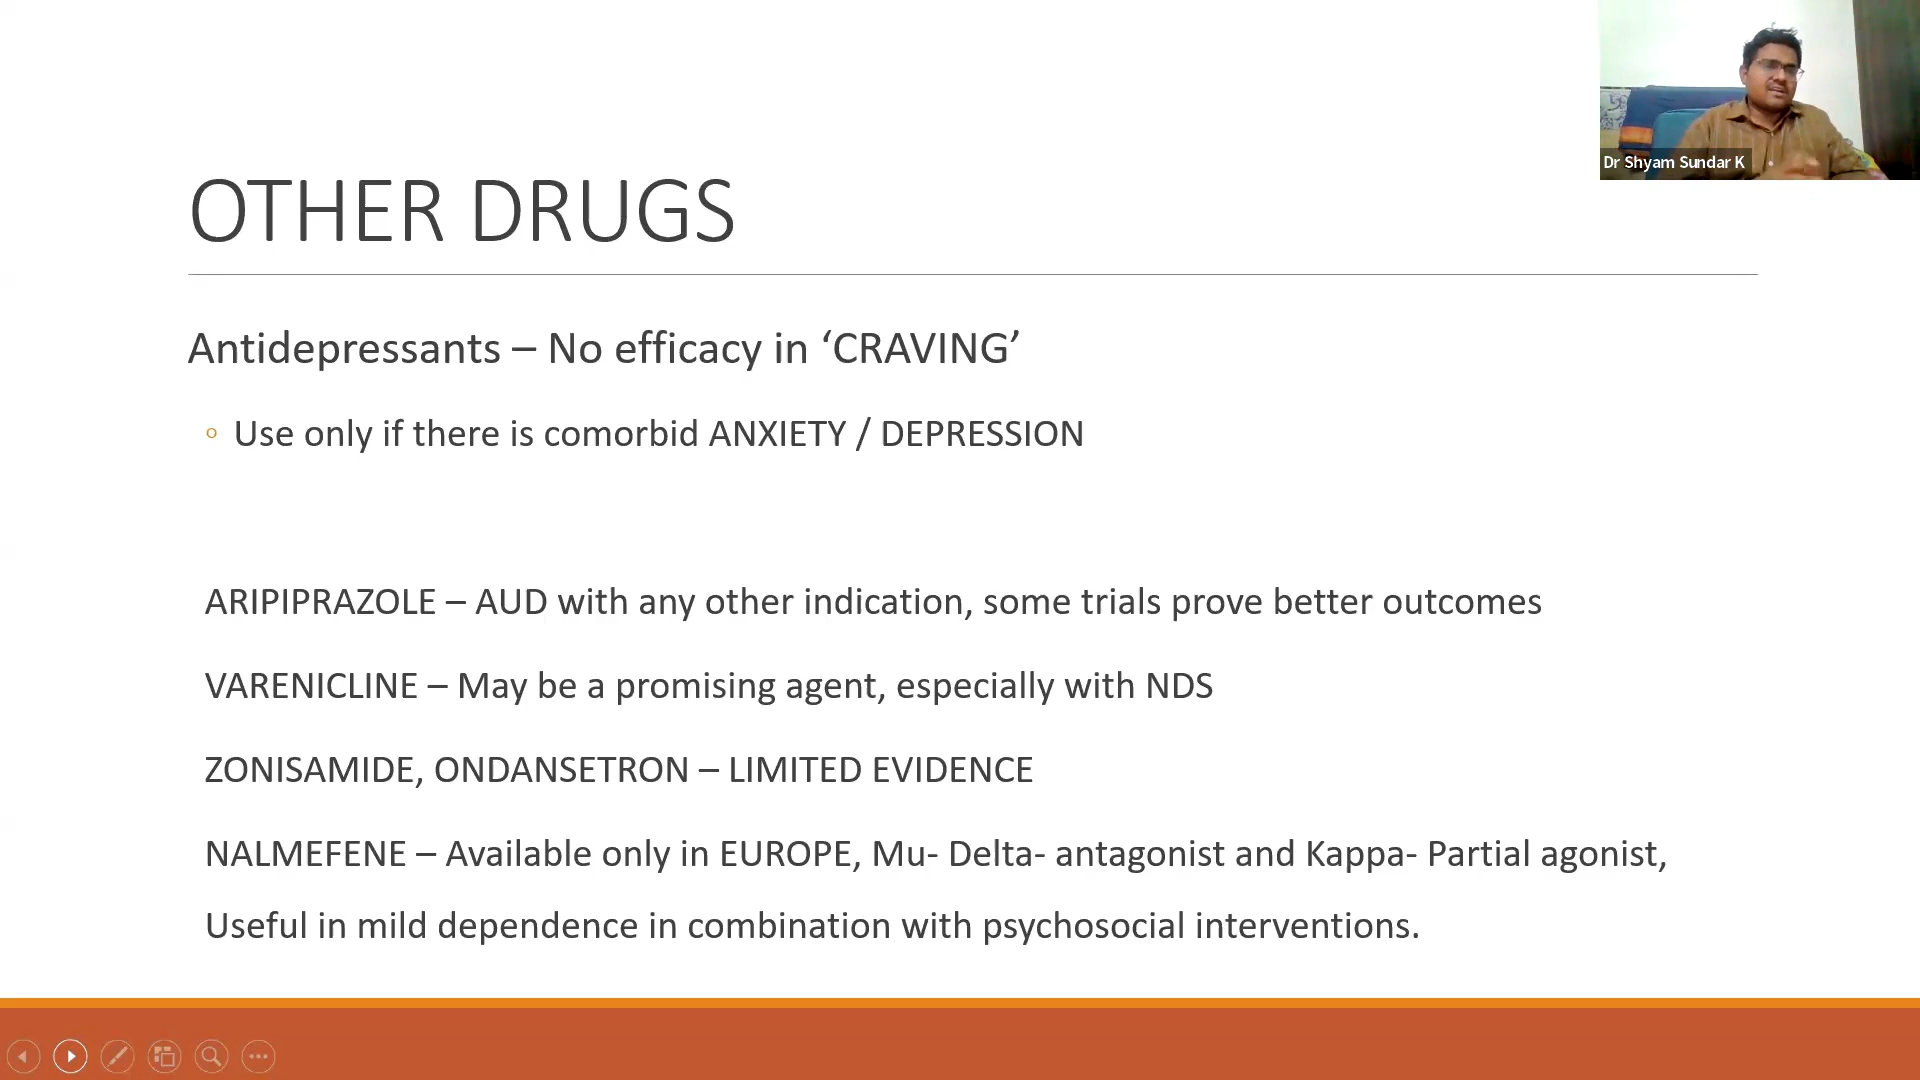 Dr Shyam Sundar K
OTHER DRUGS
Antidepressants – No efficacy in ‘CRAVING’
Use only if there is comorbid ANXIETY / DEPRESSION
ARIPIPRAZOLE – AUD with any other indication, some trials prove better outcomes
VARENICLINE – May be a promising agent, especially with NDS
ZONISAMIDE, ONDANSETRON – LIMITED EVIDENCE
NALMEFENE – Available only in EUROPE, Mu- Delta- antagonist and Kappa- Partial agonist,
Useful in mild dependence in combination with psychosocial interventions.